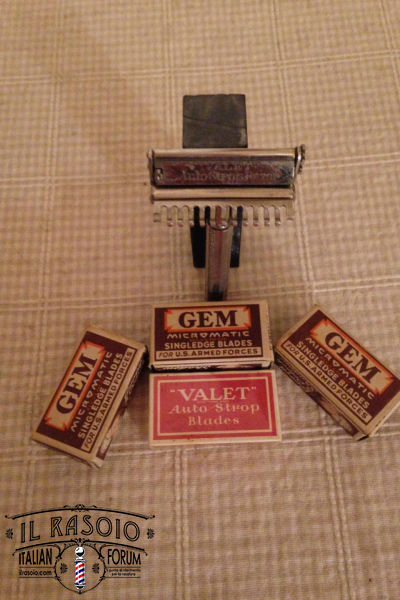 VALET
AutoStrop
GEM
MICROMATIC
SINGLEDGE BLADES
FOR U.S. ARMED FORCES
GEM
MICROMATIC
SINGLEDGE BLADES
FOR U.S. ARMED FORCES
GEM
MICROMATIC
SINGLEDGE BLADES
FOR U.S. ARMED FORCES
"VALET"
Auto Strop
Blades
IL RASOIO
ITALIAN FORUM
ilrasoio.com